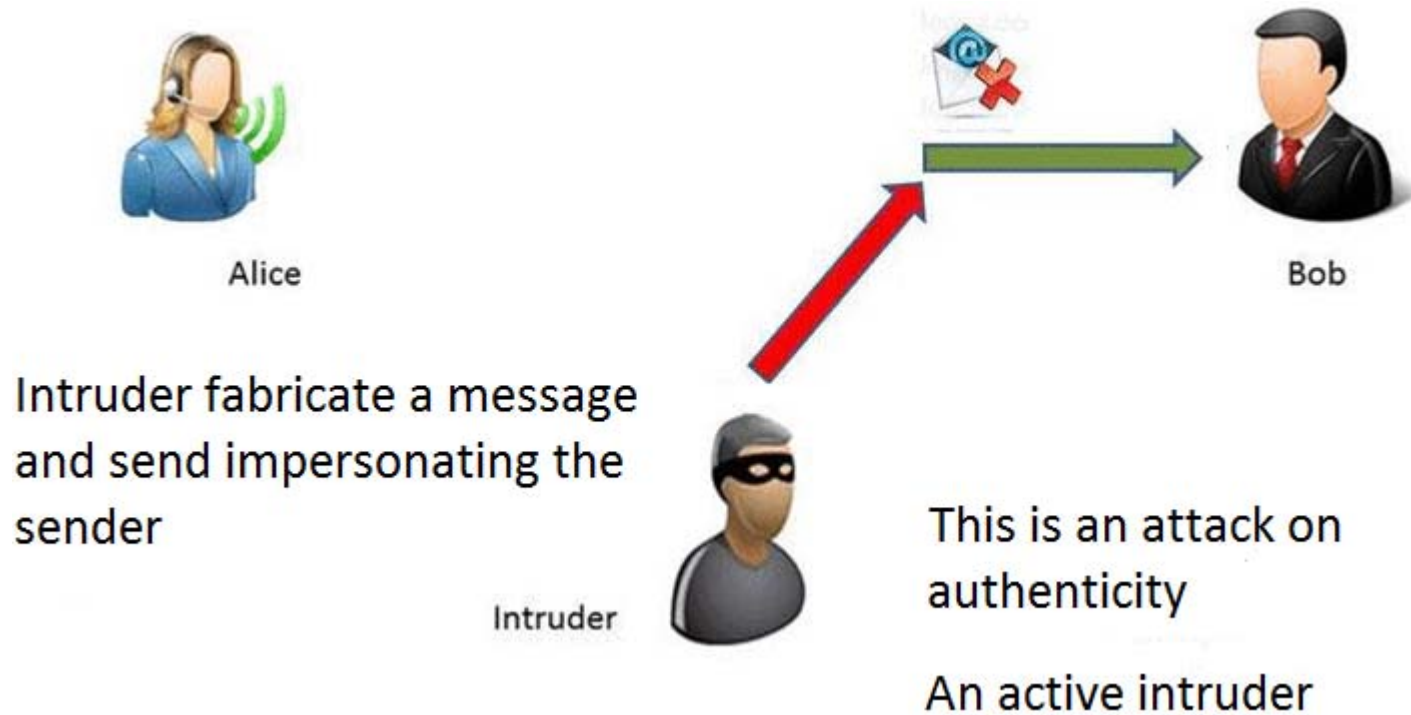 Alice
Bob
Intruder fabricate a message
and send impersonating the
sender
Intruder
This is an attack on
authenticity
An active intruder